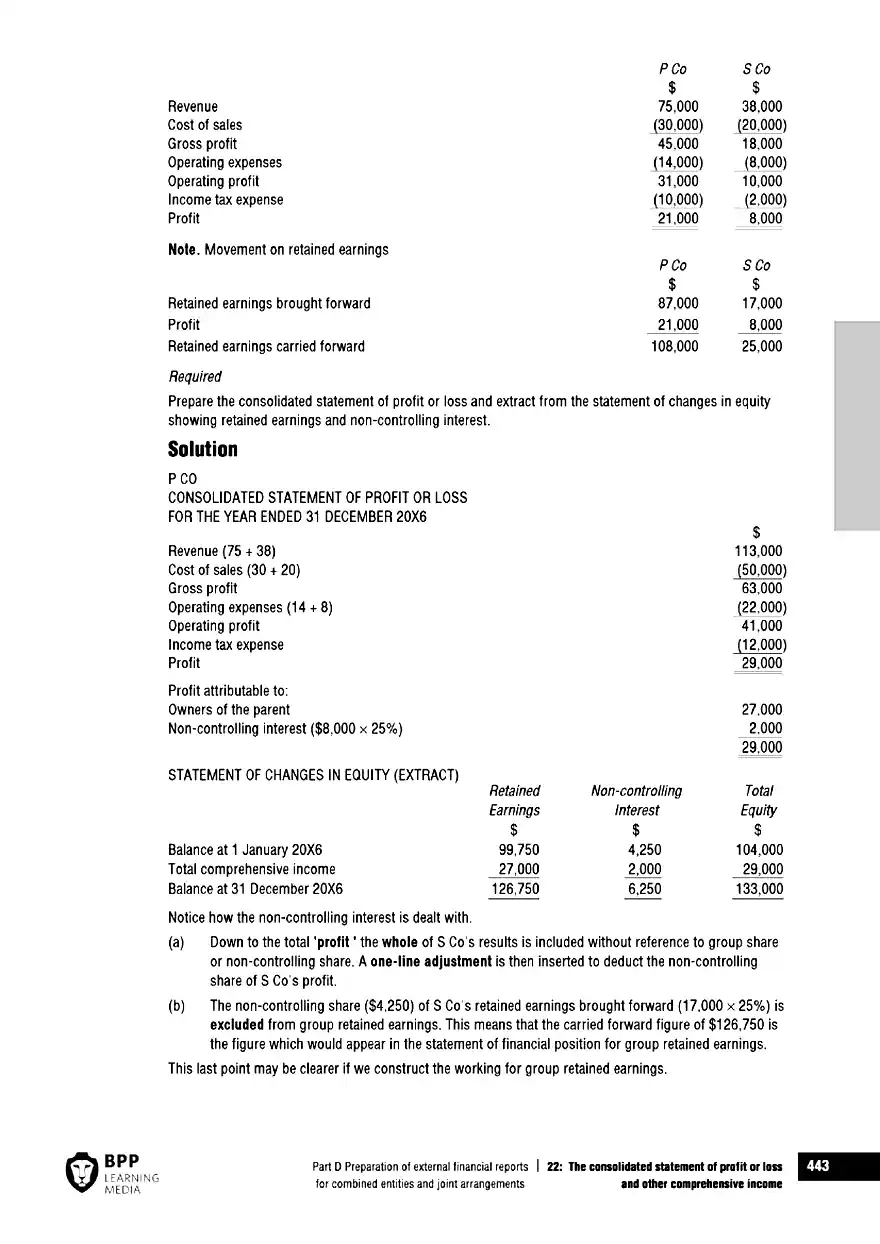 P Co S Co
$ $
Revenue 75,000 38,000
Cost of sales (30,000) (20,000)
Gross profit 45,000 18,000
Operating expenses (14,000) (8,000)
Operating profit 31,000 10,000
Income tax expense (10,000) (2,000)
Profit 21,000 8,000
Note. Movement on retained earnings
P Co S Co
$ $
Retained earnings brought forward 87,000 17,000
Profit 21,000 8,000
Retained earnings carried forward 108,000 25,000
Required
Prepare the consolidated statement of profit or loss and extract from the statement of changes in equity
showing retained earnings and non-controlling interest.
Solution
P CO
CONSOLIDATED STATEMENT OF PROFIT OR LOSS
FOR THE YEAR ENDED 31 DECEMBER 20X6
$
Revenue (75 + 38) 113,000
Cost of sales (30 + 20) (50,000)
Gross profit 63,000
Operating expenses (14 + 8) (22,000)
Operating profit 41,000
Income tax expense (12,000)
Profit 29,000
Profit attributable to:
Owners of the parent 27,000
Non-controlling interest ($8,000 × 25%) 2,000
29,000
STATEMENT OF CHANGES IN EQUITY (EXTRACT)
Retained Non-controlling Total
Earnings Interest Equity
$ $ $
Balance at 1 January 20X6 99,750 4,250 104,000
Total comprehensive income 27,000 2,000 29,000
Balance at 31 December 20X6 126,750 6,250 133,000
Notice how the non-controlling interest is dealt with.
(a) Down to the total 'profit ' the whole of S Co's results is included without reference to group share
or non-controlling share. A one-line adjustment is then inserted to deduct the non-controlling
share of S Co's profit.
(b) The non-controlling share ($4,250) of S Co's retained earnings brought forward (17,000 × 25%) is
excluded from group retained earnings. This means that the carried forward figure of $126,750 is
the figure which would appear in the statement of financial position for group retained earnings.
This last point may be clearer if we construct the working for group retained earnings.
BPP
LEARNING
MEDIA
Part D Preparation of external financial reports | 22: The consolidated statement of profit or loss 443
for combined entities and joint arrangements and other comprehensive income